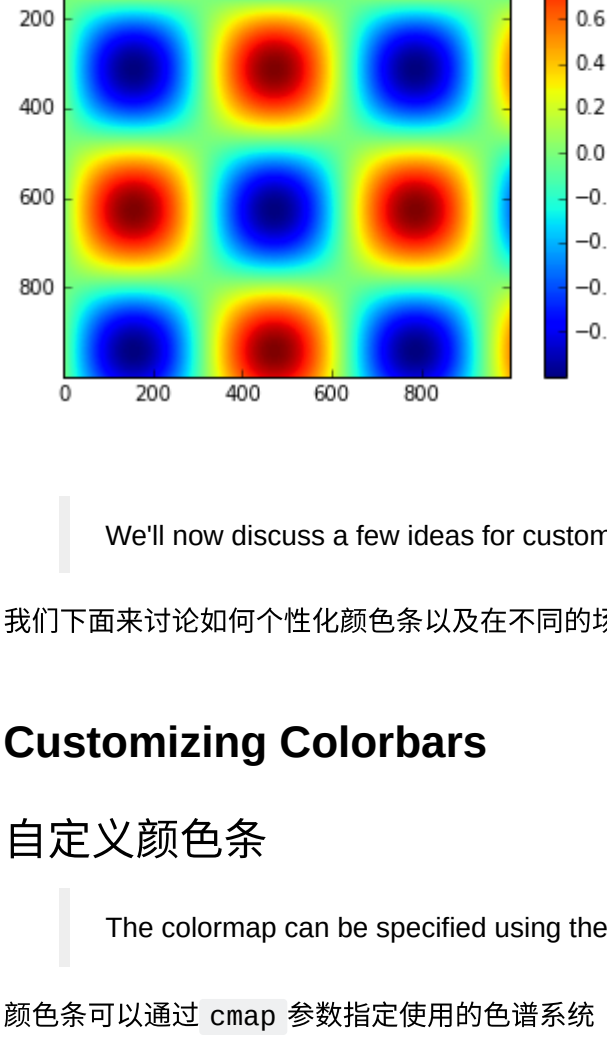 200
400
600
800
0 200 400 600 800
0.6
0.4
0.2
0.0
−0.
−0.
−0.
−0.
We'll now discuss a few ideas for
我们下面来讨论如何个性化颜色条以及在不同的
Customizing Colorbars
自定义颜色条
The colormap can be specified using the
颜色条可以通过 cmap 参数指定使用的色谱系统